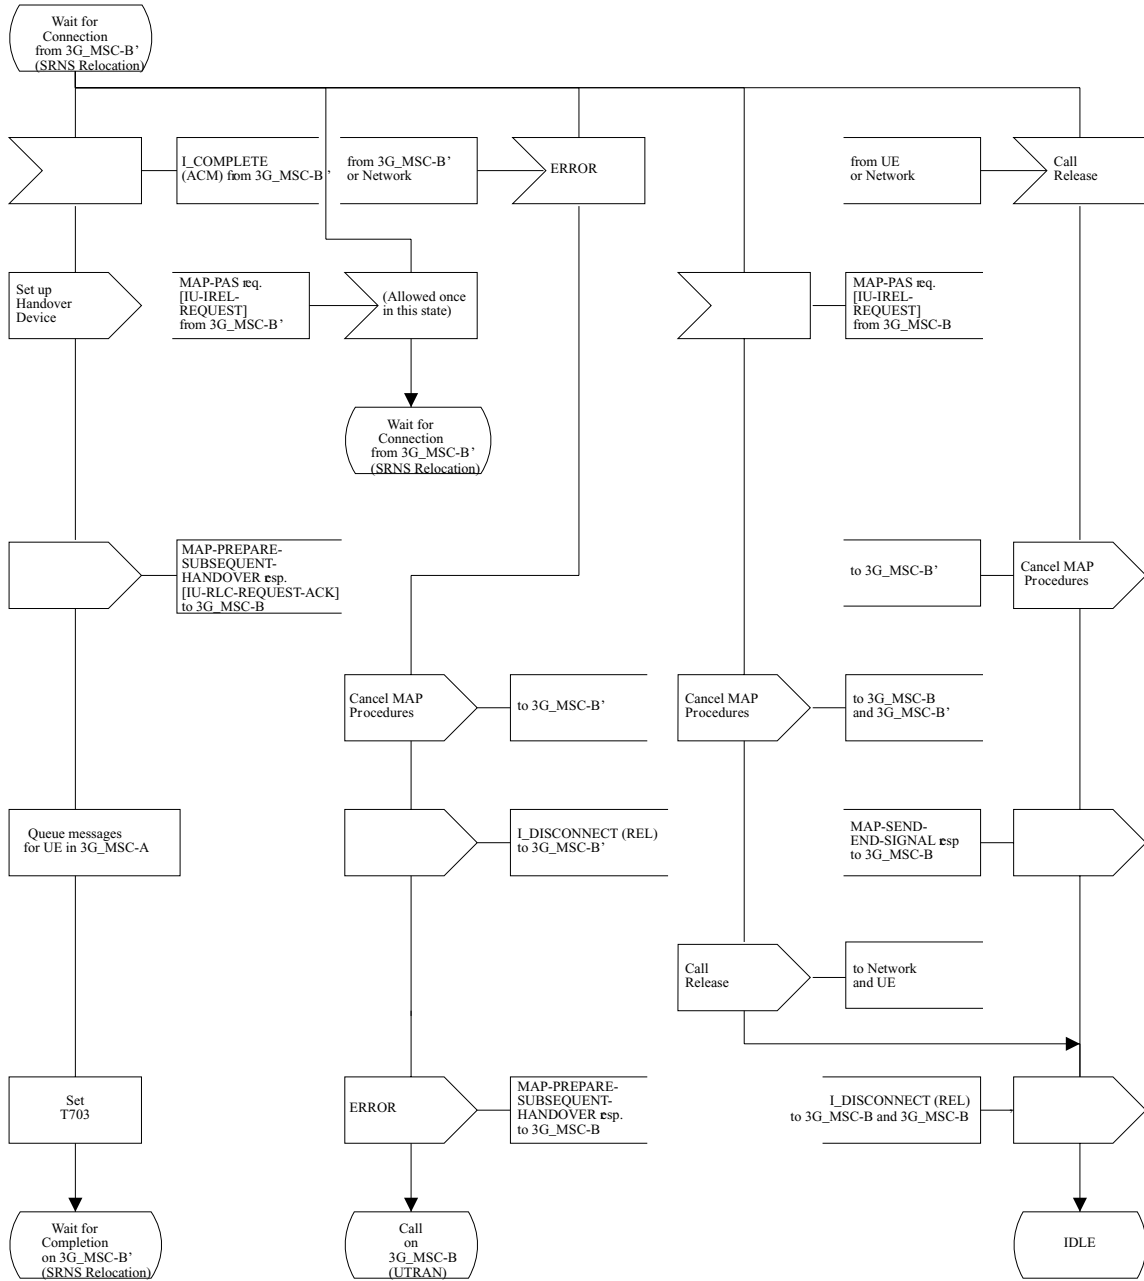 Wait for
Connection
from 3G_MSC-B’
(SRNS Relocation)
I_COMPLETE
(ACM) from 3G_MSC-B’
from 3G_MSC-B’
or Network
ERROR
from UE
or Network
Call
Release
Set up
Handover
Device
MAP-PAS req.
[IU-IREL-
REQUEST]
from 3G_MSC-B’
(Allowed once
in this state)
MAP-PAS req.
[IU-IREL-
REQUEST]
from 3G_MSC-B
Wait for
Connection
from 3G_MSC-B’
(SRNS Relocation)
MAP-PREPARE-
SUBSEQUENT-
HANDOVER resp.
[IU-RLC-REQUEST-ACK]
to 3G_MSC-B
to 3G_MSC-B’
Cancel MAP
Procedures
Cancel MAP
Procedures
to 3G_MSC-B’
Cancel MAP
Procedures
to 3G_MSC-B
and 3G_MSC-B’
Queue messages
for UE in 3G_MSC-A
I_DISCONNECT (REL)
to 3G_MSC-B’
MAP-SEND-
END-SIGNAL resp
to 3G_MSC-B
Call
Release
to Network
and UE
Set
T703
ERROR
MAP-PREPARE-
SUBSEQUENT-
HANDOVER resp.
to 3G_MSC-B
I_DISCONNECT (REL)
to 3G_MSC-B and 3G_MSC-B
Wait for
Completion
on 3G_MSC-B’
(SRNS Relocation)
Call
on
3G_MSC-B
(UTRAN)
IDLE